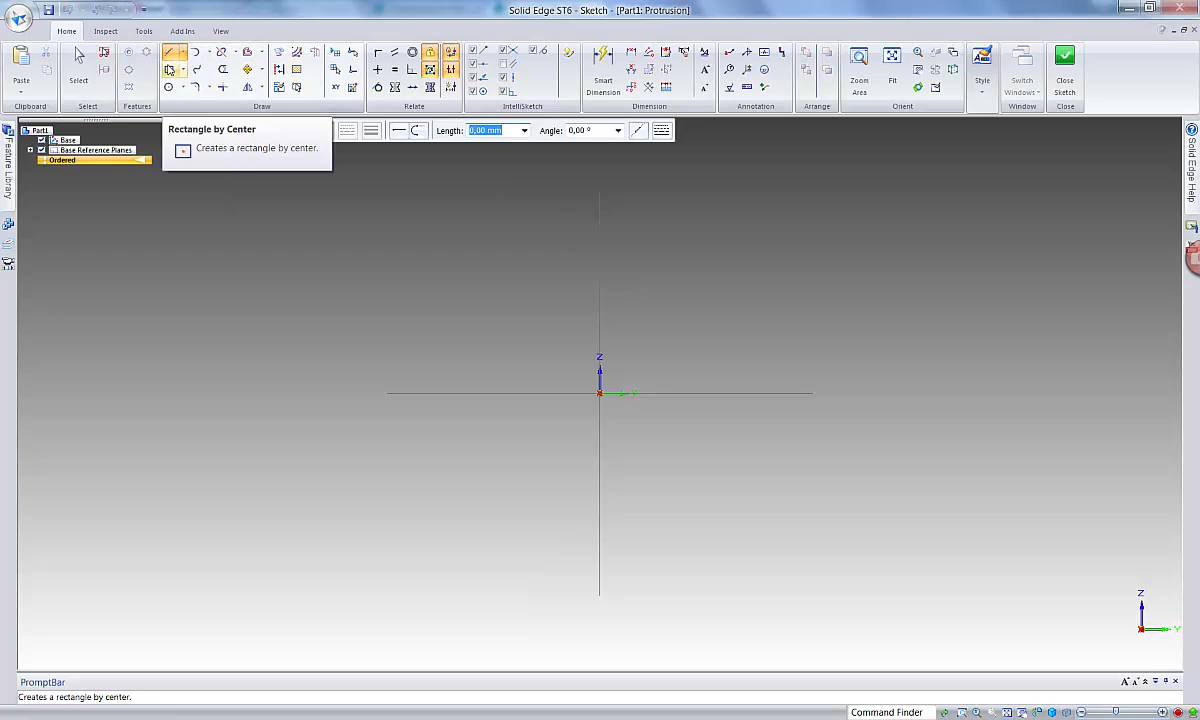 Solid Edge ST6 - Sketch - [Part1: Protrusion]
Home Inspect Tools Add Ins Sketch View
Paste
Select
Smart Dimension
Zoom Area
Fit
Style
Switch Windows
Close Sketch
Clipboard Select Features Draw Relate IntelliSketch Dimension Annotation Arrange Orient Window Close
Rectangle by Center
Creates a rectangle by center.
Length: 0,00 mm Angle: 0,00 °
Part1
Base
Base Reference Planes
Ordered
Feature Library
Solid Edge Help
Z
Y
Z
Y
PromptBar
Creates a rectangle by center.
Command Finder